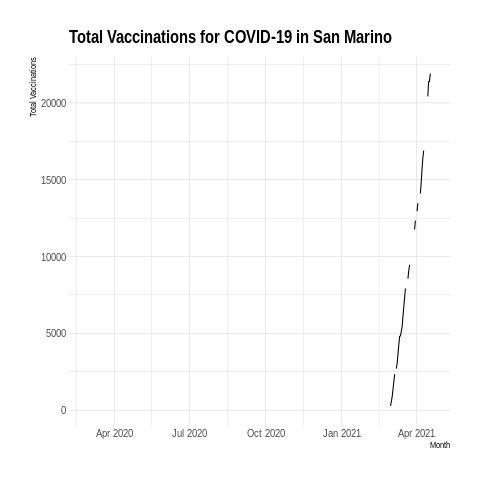 Total Vaccinations for COVID-19 in San Marino
Total Vaccinations
20000
15000
10000
5000
0
Apr 2020 Jul 2020 Oct 2020 Jan 2021 Apr 2021
Month